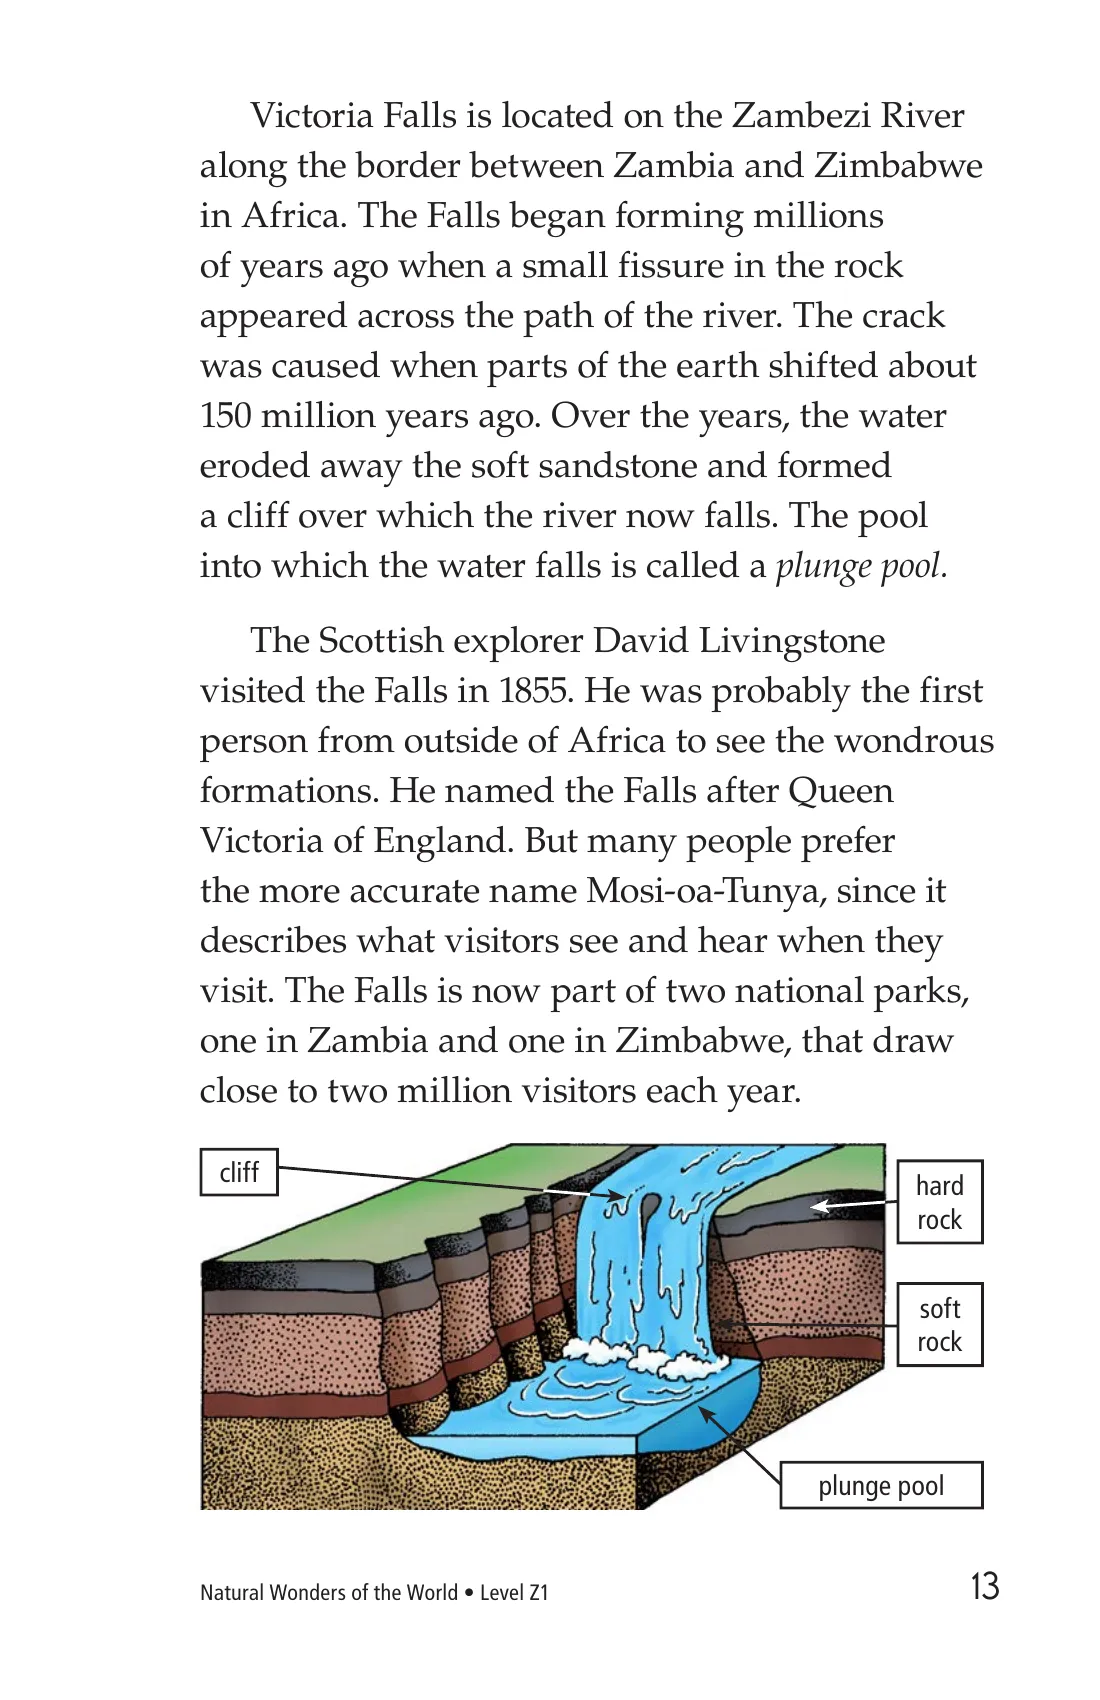 Victoria Falls is located on the Zambezi River
along the border between Zambia and Zimbabwe
in Africa. The Falls began forming millions
of years ago when a small fissure in the rock
appeared across the path of the river. The crack
was caused when parts of the earth shifted about
150 million years ago. Over the years, the water
eroded away the soft sandstone and formed
a cliff over which the river now falls. The pool
into which the water falls is called a plunge pool.
The Scottish explorer David Livingstone
visited the Falls in 1855. He was probably the first
person from outside of Africa to see the wondrous
formations. He named the Falls after Queen
Victoria of England. But many people prefer
the more accurate name Mosi-oa-Tunya, since it
describes what visitors see and hear when they
visit. The Falls is now part of two national parks,
one in Zambia and one in Zimbabwe, that draw
close to two million visitors each year.
cliff
hard
rock
soft
rock
plunge pool
Natural Wonders of the World • Level Z1
13